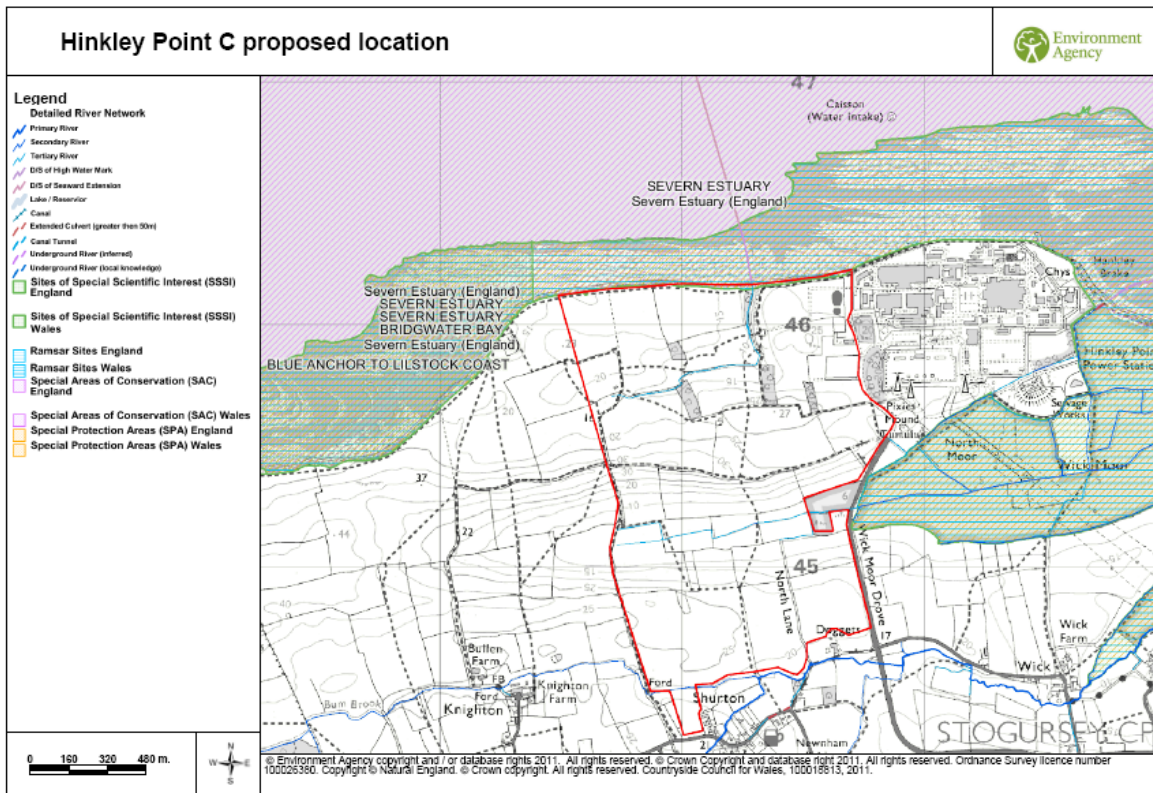 Hinkley Point C proposed location
Environment
Agency
Legend
Detailed River Network
Primary River
Secondary River
Tertiary River
D/S of High Water Mark
D/S of Seaward Extension
Lake / Reservior
Canal
Extended Culvert (greater then 50m)
Canal Tunnel
Underground River (inferred)
Underground River (local knowledge)
Sites of Special Scientific Interest (SSSI)
England
Sites of Special Scientific Interest (SSSI)
Wales
Ramsar Sites England
Ramsar Sites Wales
Special Areas of Conservation (SAC)
England
Special Areas of Conservation (SAC) Wales
Special Protection Areas (SPA) England
Special Protection Areas (SPA) Wales
47
Caisson
(Water Intake)
SEVERN ESTUARY
Severn Estuary (England)
Chys
Hinkley
Brake
Severn Estuary (England)
SEVERN ESTUARY
SEVERN ESTUARY
BRIDGWATER BAY
Severn Estuary (England)
BLUE ANCHOR TO LILSTOCK COAST
46
Hinkley Point
Power Station
Sewage
Works
Pixies
Mound
Tumulus
North
Moor
Wick Moor
27
37
22
44
45
North Lane
Wick Moor Drove
Doggetts
17
Wick
Farm
Wick
Buffen
Farm
FB
Ford
Knighton
Knighton
Farm
Bum Brook
Ford
Shurton
2
Newnham
STOGURSEY CP
0 160 320 480 m.
N
W E
S
© Environment Agency copyright and / or database rights 2011. All rights reserved. © Crown Copyright and database right 2011. All rights reserved. Ordnance Survey licence number
100026380. Copyright © Natural England. © Crown copyright. All rights reserved. Countryside Council for Wales, 100018813, 2011.